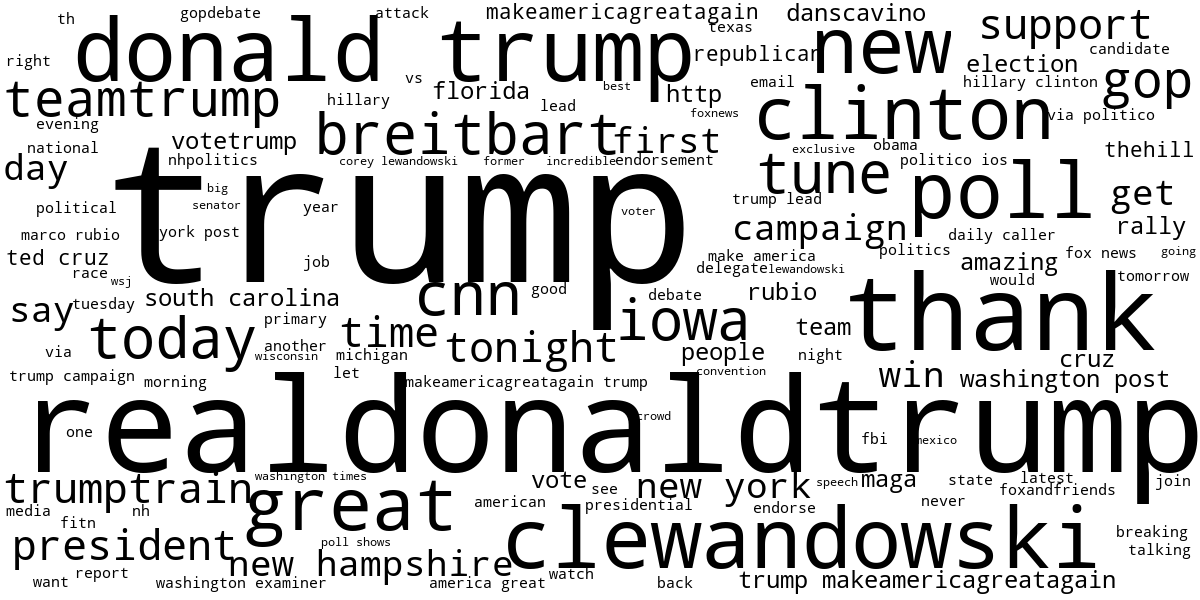 th
gopdebate
attack
makeamericagreatagain
danscavino
support
donald
trump
texas
new
republican
candidate
right
vs
best
email
election
hillary clinton
gop
teamtrump
hillary
florida
lead
http
foxnews
clinton
via politico
evening
votetrump
breitbart
first
national
nhpolitics
corey lewandowski
former
incredible
endorsement
exclusive
obama
politico ios
thehill
day
trump
big
tune
poll
get
political
senator
year
voter
trump lead
rally
marco rubio
york post
campaign
daily caller
politics
fox news
going
ted cruz
race
wsj
job
make america
delegate
lewandowski
amazing
would
tomorrow
say
tuesday
south carolina
cnn
good
debate
rubio
thank
today
primary
time
iowa
team
via
another
wisconsin
michigan
tonight
people
night
cruz
trump campaign
morning
let
makeamericagreatagain trump
convention
win
washington post
realdonaldtrump
one
crowd
fbi
mexico
trumptrain
washington times
great
vote
see
new york
speech
maga
state
latest
foxandfriends
join
media
fitn
nh
american
presidential
endorse
never
president
poll shows
clewandowski
breaking
talking
new hampshire
want
report
washington examiner
america great
watch
back
trump makeamericagreatagain